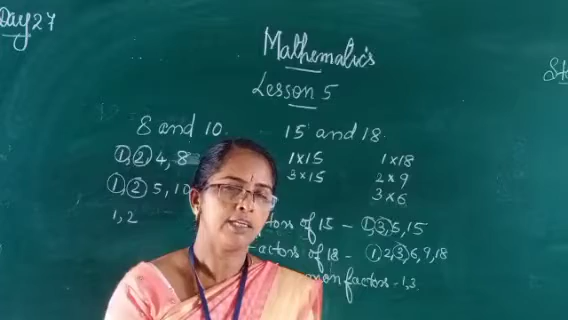 Day 27
Mathematics
Lesson 5
8 and 10. 15 and 18.
1, 2, 4, 8 1x15 1x18
1, 2, 5, 10 3x15 2x9
3x6
1, 2
of 15 - 1, 3, 5, 15
Factors of 18 - 1, 2, 3, 6, 9, 18
factors - 1, 3